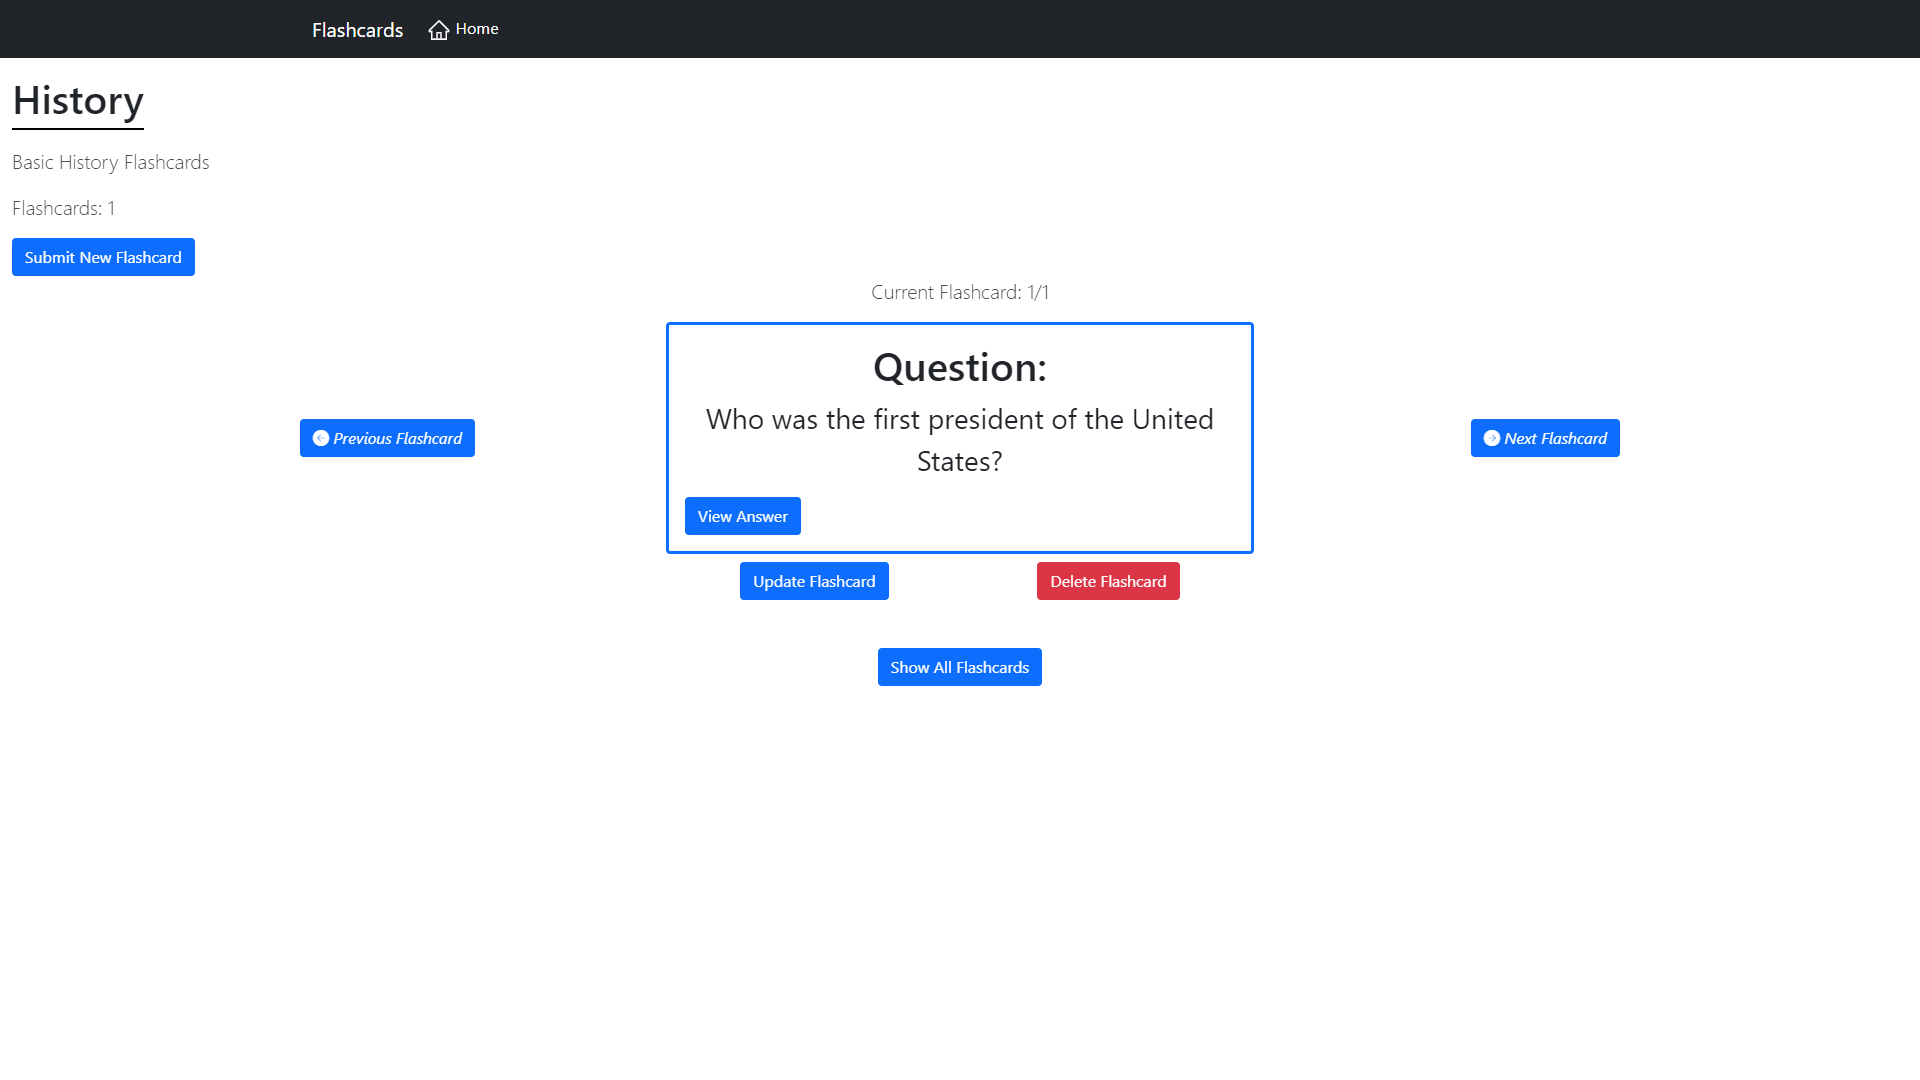 Flashcards Home
History
Basic History Flashcards
Flashcards: 1
Submit New Flashcard
Current Flashcard: 1/1
Question:
Who was the first president of the United
States?
Previous Flashcard
Next Flashcard
View Answer
Update Flashcard
Delete Flashcard
Show All Flashcards